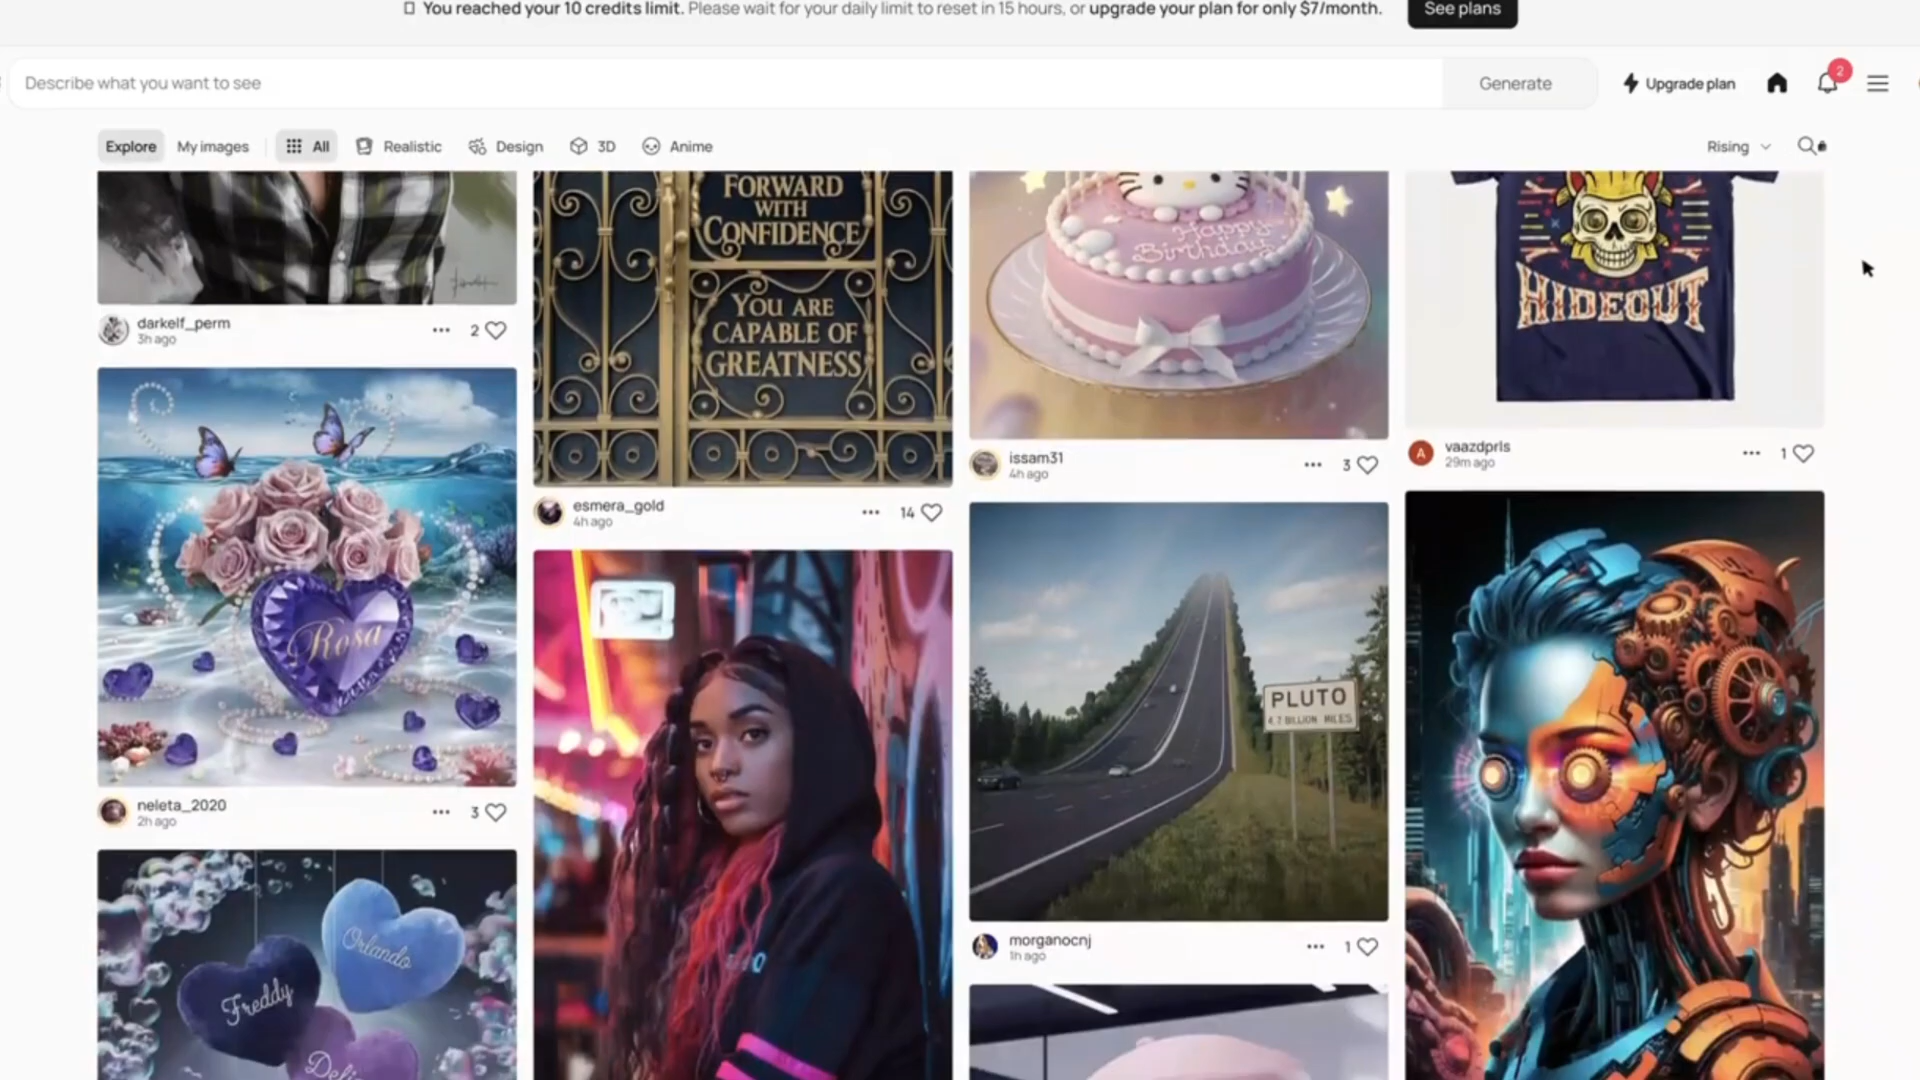 You reached your 10 credits limit. Please wait for your daily limit to reset in 15 hours, or upgrade your plan for only $7/month. See plans
Describe what you want to see Generate Upgrade plan 2
Explore My images All Realistic Design 3D Anime Rising
darkelf_perm
3h ago
2
Rosa
neleta_2020
2h ago
3
Orlando
Freddy
FORWARD
WITH
CONFIDENCE
YOU ARE
CAPABLE OF
GREATNESS
esmera_gold
4h ago
14
Happy
Birthday
issam31
4h ago
3
PLUTO
4.7 BILLION MILES
morganocnj
1h ago
1
HIDEOUT
A
vaazdprls
29m ago
1